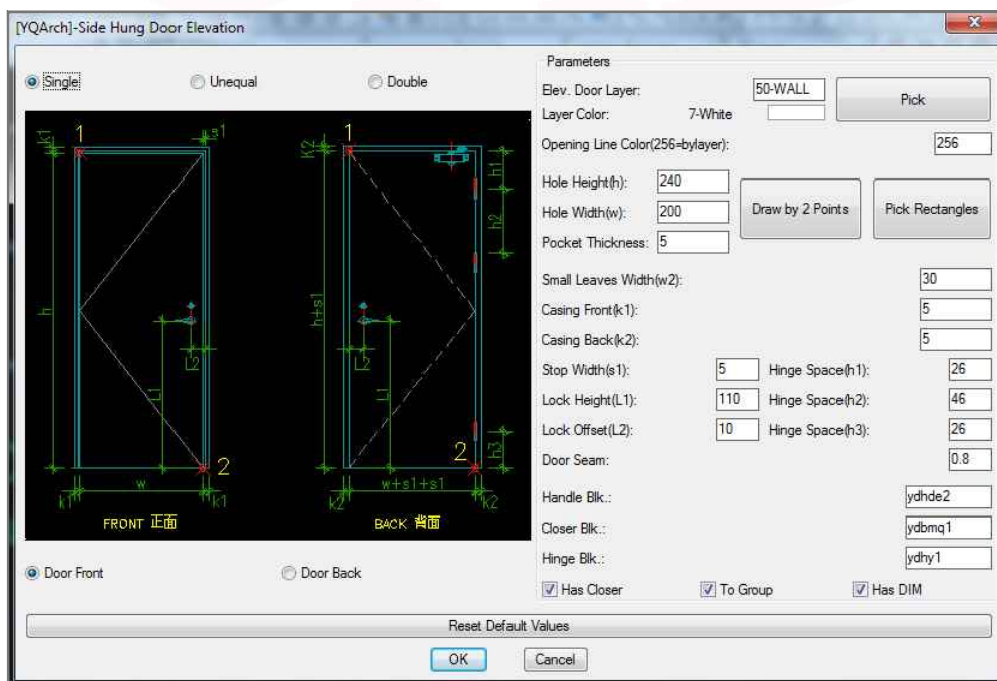 [YQArch]-Side Hung Door Elevation
Single
Unequal
Double
k1
1
s1
h
L2
L1
2
k1
w
k1
FRONT 正面
K2
1
h1
h2
h+s1
L2
L1
h3
2
k2
w+s1+s1
k2
BACK 背面
Door Front
Door Back
Parameters
Elev. Door Layer: 50-WALL
Pick
Layer Color: 7-White
Opening Line Color(256=bylayer): 256
Hole Height(h): 240
Hole Width(w): 200
Pocket Thickness: 5
Draw by 2 Points
Pick Rectangles
Small Leaves Width(w2): 30
Casing Front(k1): 5
Casing Back(k2): 5
Stop Width(s1): 5 Hinge Space(h1): 26
Lock Height(L1): 110 Hinge Space(h2): 46
Lock Offset(L2): 10 Hinge Space(h3): 26
Door Seam: 0.8
Handle Blk.: ydhde2
Closer Blk.: ydbmq1
Hinge Blk.: ydhy1
Has Closer
To Group
Has DIM
Reset Default Values
OK
Cancel